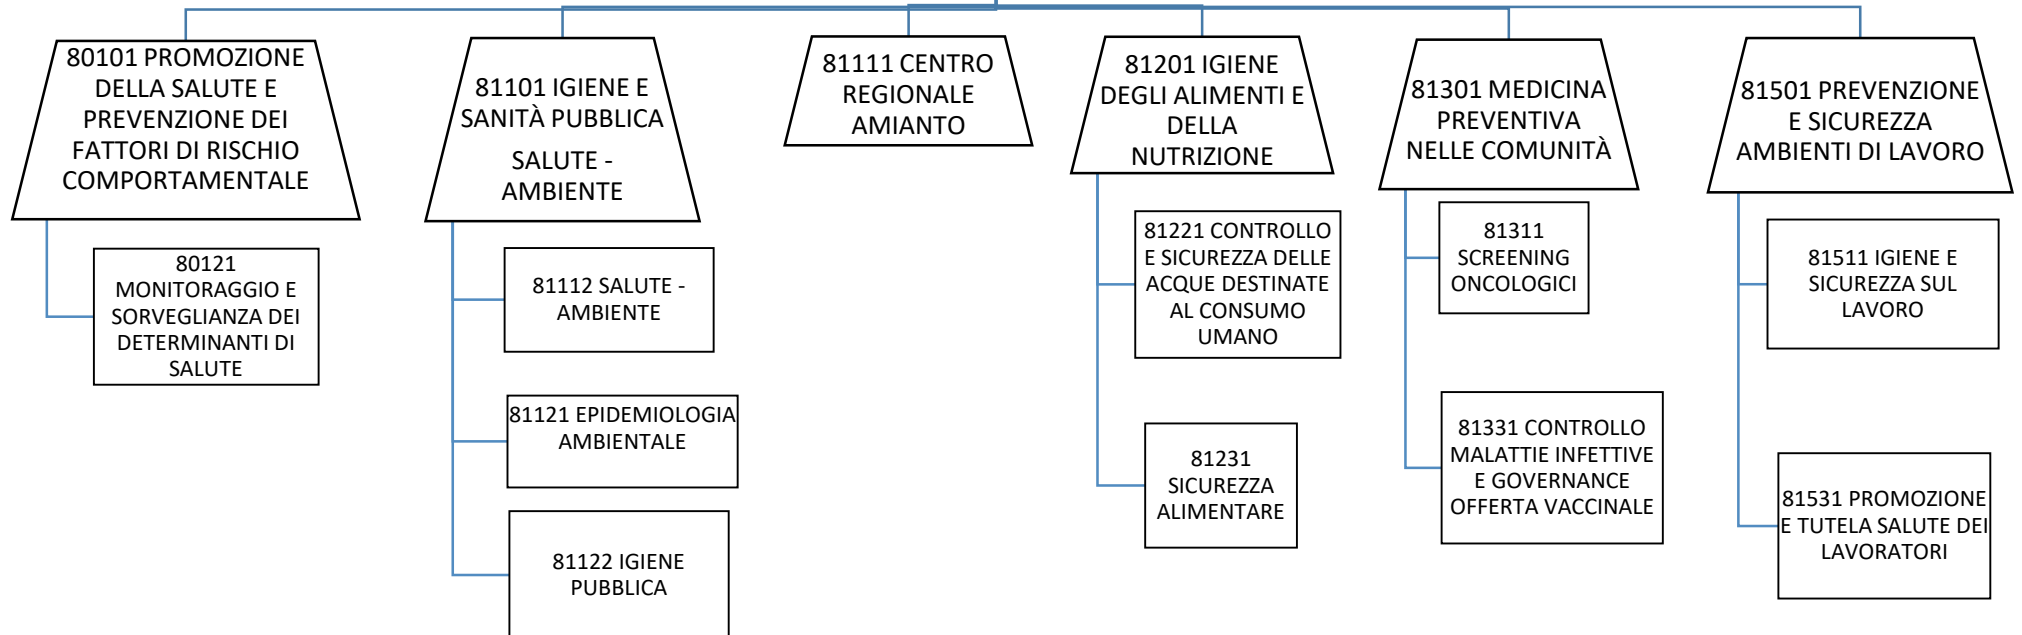 80101 PROMOZIONE
DELLA SALUTE E
PREVENZIONE DEI
FATTORI DI RISCHIO
COMPORTAMENTALE
80121
MONITORAGGIO E
SORVEGLIANZA DEI
DETERMINANTI DI
SALUTE
81101 IGIENE E
SANITÀ PUBBLICA
SALUTE -
AMBIENTE
81112 SALUTE -
AMBIENTE
81121 EPIDEMIOLOGIA
AMBIENTALE
81122 IGIENE
PUBBLICA
81111 CENTRO
REGIONALE
AMIANTO
81201 IGIENE
DEGLI ALIMENTI E
DELLA
NUTRIZIONE
81221 CONTROLLO
E SICUREZZA DELLE
ACQUE DESTINATE
AL CONSUMO
UMANO
81231
SICUREZZA
ALIMENTARE
81301 MEDICINA
PREVENTIVA
NELLE COMUNITÀ
81311
SCREENING
ONCOLOGICI
81331 CONTROLLO
MALATTIE INFETTIVE
E GOVERNANCE
OFFERTA VACCINALE
81501 PREVENZIONE
E SICUREZZA
AMBIENTI DI LAVORO
81511 IGIENE E
SICUREZZA SUL
LAVORO
81531 PROMOZIONE
E TUTELA SALUTE DEI
LAVORATORI